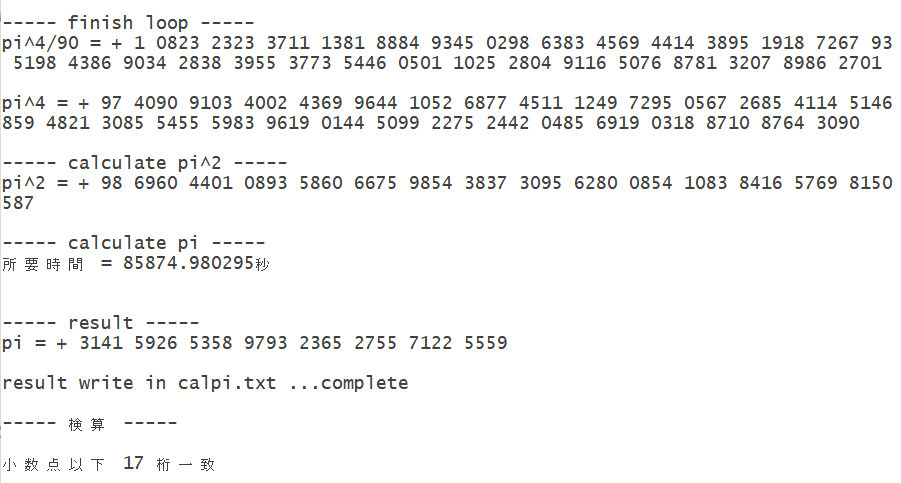 ----- finish loop -----
pi^4/90 = + 1 0823 2323 3711 1381 8884 9345 0298 6383 4569 4414 3895 1918 7267 93
5198 4386 9034 2838 3955 3773 5446 0501 1025 2804 9116 5076 8781 3207 8986 2701
pi^4 = + 97 4090 9103 4002 4369 9644 1052 6877 4511 1249 7295 0567 2685 4114 5146
859 4821 3085 5455 5983 9619 0144 5099 2275 2442 0485 6919 0318 8710 8764 3090
----- calculate pi^2 -----
pi^2 = + 98 6960 4401 0893 5860 6675 9854 3837 3095 6280 0854 1083 8416 5769 8150
587
----- calculate pi -----
所要時間 = 85874.980295秒
----- result -----
pi = + 3141 5926 5358 9793 2365 2755 7122 5559
result write in calpi.txt ...complete
----- 検算 -----
小数点以下 17 桁一致